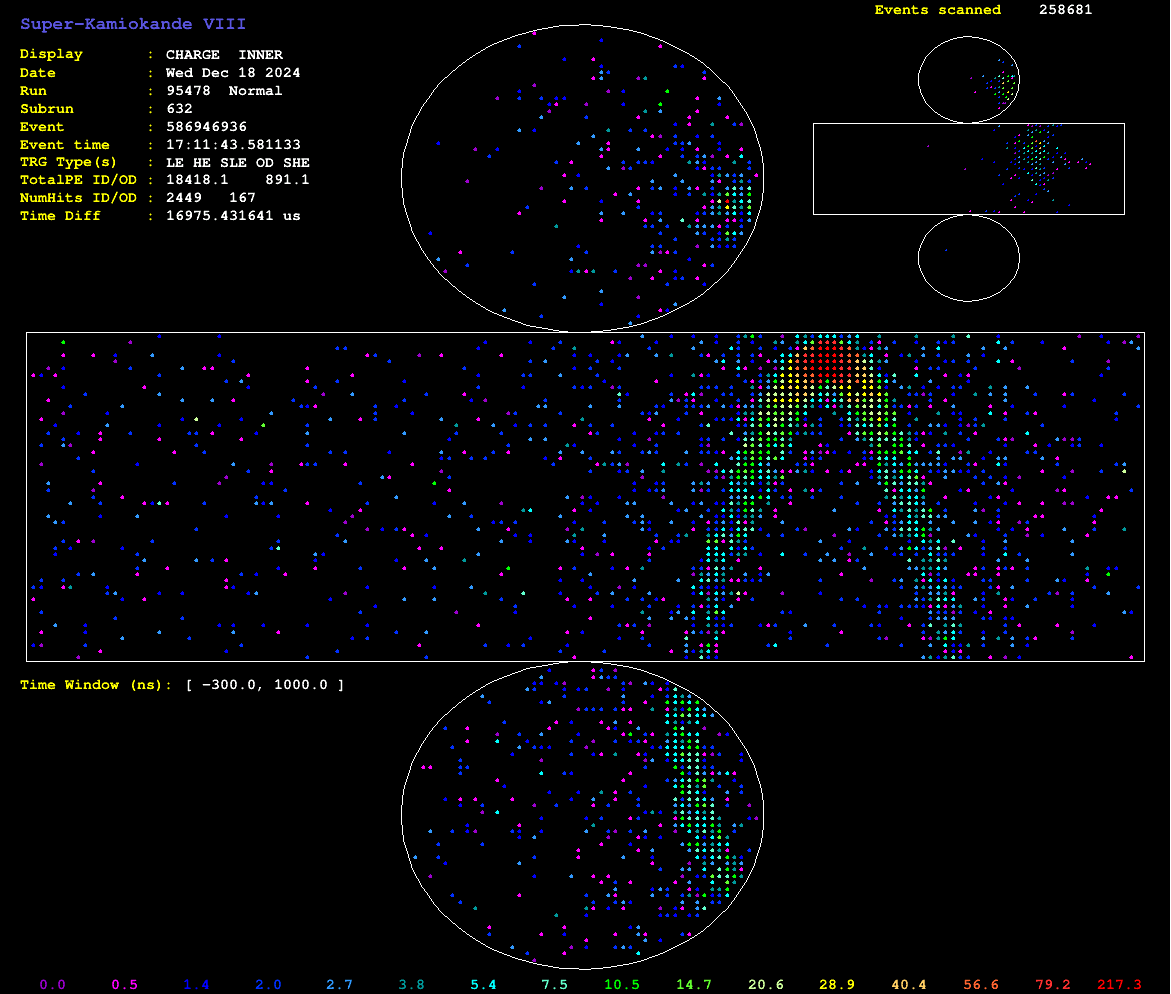 Super-Kamiokande VIII
Events scanned 258681
Display : CHARGE INNER
Date : Wed Dec 18 2024
Run : 95478 Normal
Subrun : 632
Event : 586946936
Event time : 17:11:43.581133
TRG Type(s) : LE HE SLE OD SHE
TotalPE ID/OD : 18418.1 891.1
NumHits ID/OD : 2449 167
Time Diff : 16975.431641 us
Time Window (ns): [ −300.0, 1000.0 ]
0.0 0.5 1.4 2.0 2.7 3.8 5.4 7.5 10.5 14.7 20.6 28.9 40.4 56.6 79.2 217.3